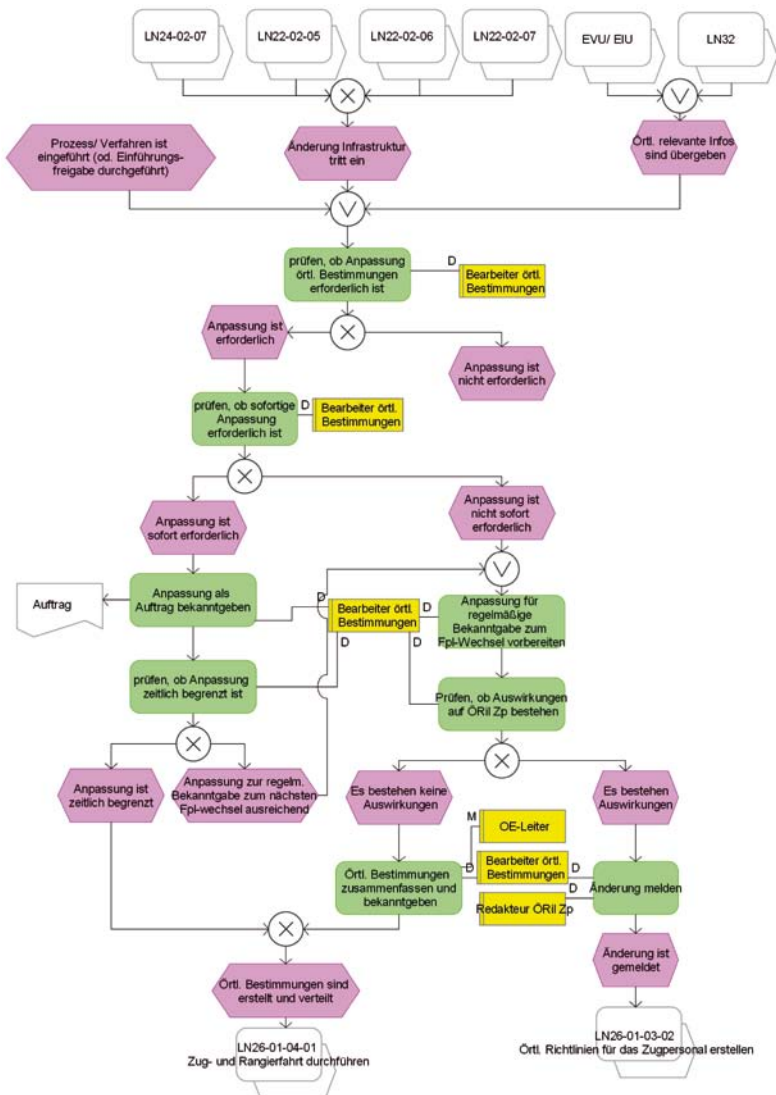 LN24-02-07
LN22-02-05
LN22-02-06
LN22-02-07
EVU/ EIU
LN32
Prozess/ Verfahren ist
eingeführt (od. Einführungs-
freigabe durchgeführt)
Änderung Infrastruktur
tritt ein
Örtl. relevante Infos
sind übergeben
prüfen, ob Anpassung
örtl. Bestimmungen
erforderlich ist
D
Bearbeiter örtl.
Bestimmungen
Anpassung ist
erforderlich
Anpassung ist
nicht erforderlich
prüfen, ob sofortige
Anpassung
erforderlich ist
D
Bearbeiter örtl.
Bestimmungen
Anpassung ist
sofort erforderlich
Anpassung ist
nicht sofort
erforderlich
Auftrag
Anpassung als
Auftrag bekanntgeben
D
Bearbeiter örtl.
Bestimmungen
D
Anpassung für
regelmäßige
Bekanntgabe zum
Fpl-Wechsel vorbereiten
prüfen, ob Anpassung
zeitlich begrenzt ist
D
D
Prüfen, ob Auswirkungen
auf ÖRil Zp bestehen
Anpassung ist
zeitlich begrenzt
Anpassung zur regelm.
Bekanntgabe zum nächsten
Fpl-wechsel ausreichend
Es bestehen keine
Auswirkungen
Es bestehen
Auswirkungen
M
OE-Leiter
Örtl. Bestimmungen
zusammenfassen und
bekanntgeben
D
Bearbeiter örtl.
Bestimmungen
D
Redakteur ÖRil Zp
D
Änderung melden
Örtl. Bestimmungen sind
erstellt und verteilt
Änderung ist
gemeldet
LN26-01-04-01
Zug- und Rangierfahrt durchführen
LN26-01-03-02
Örtl. Richtlinien für das Zugpersonal erstellen